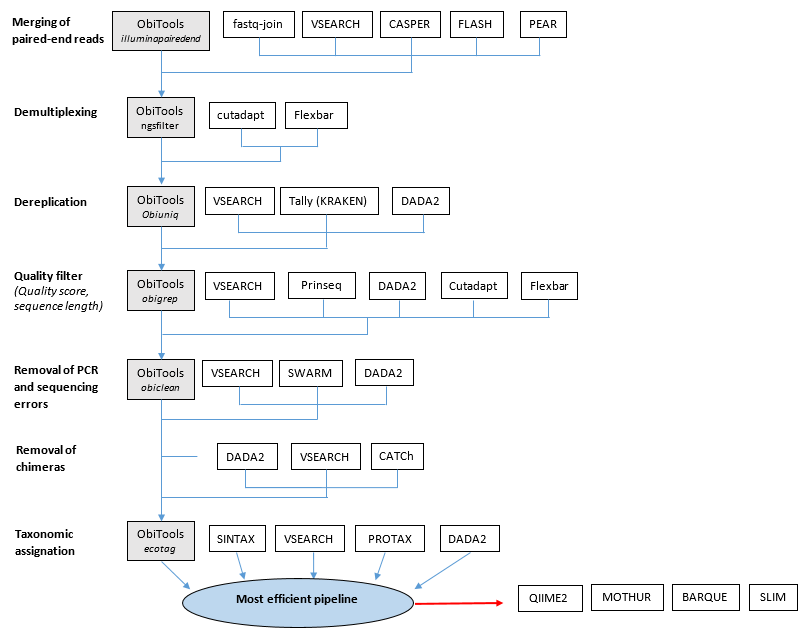 Merging of
paired-end reads
ObiTools
illuminapairedend
fastq-join
VSEARCH
CASPER
FLASH
PEAR
Demultiplexing
ObiTools
ngsfilter
cutadapt
Flexbar
Dereplication
ObiTools
Obiuniq
VSEARCH
Tally (KRAKEN)
DADA2
Quality filter
(Quality score,
sequence length)
ObiTools
obigrep
VSEARCH
Prinseq
DADA2
Cutadapt
Flexbar
Removal of PCR
and sequencing
errors
ObiTools
obiclean
VSEARCH
SWARM
DADA2
Removal of
chimeras
DADA2
VSEARCH
CATCh
Taxonomic
assignation
ObiTools
ecotag
SINTAX
VSEARCH
PROTAX
DADA2
Most efficient pipeline
QIIME2
MOTHUR
BARQUE
SLIM